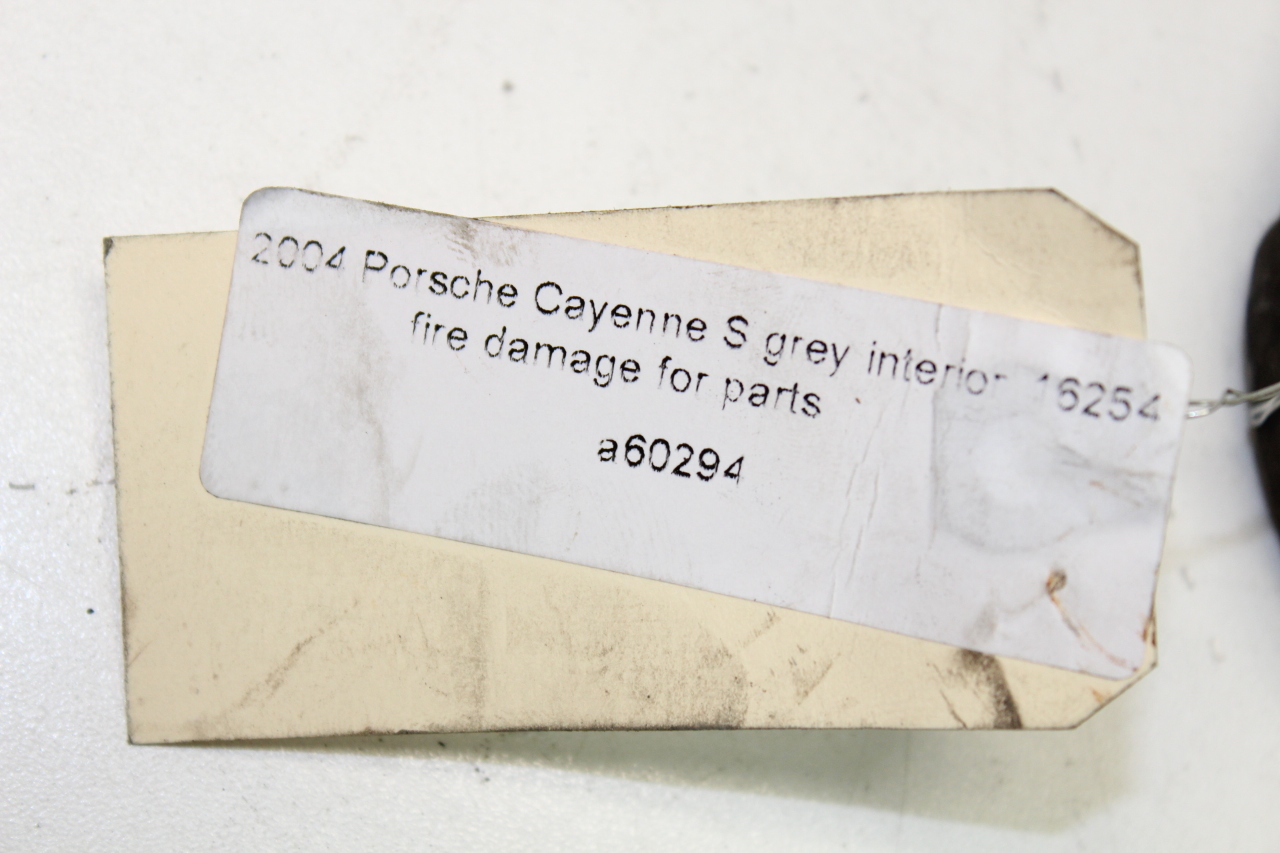 2004 Porsche Cayenne S grey interior 16254
fire damage for parts
a60294